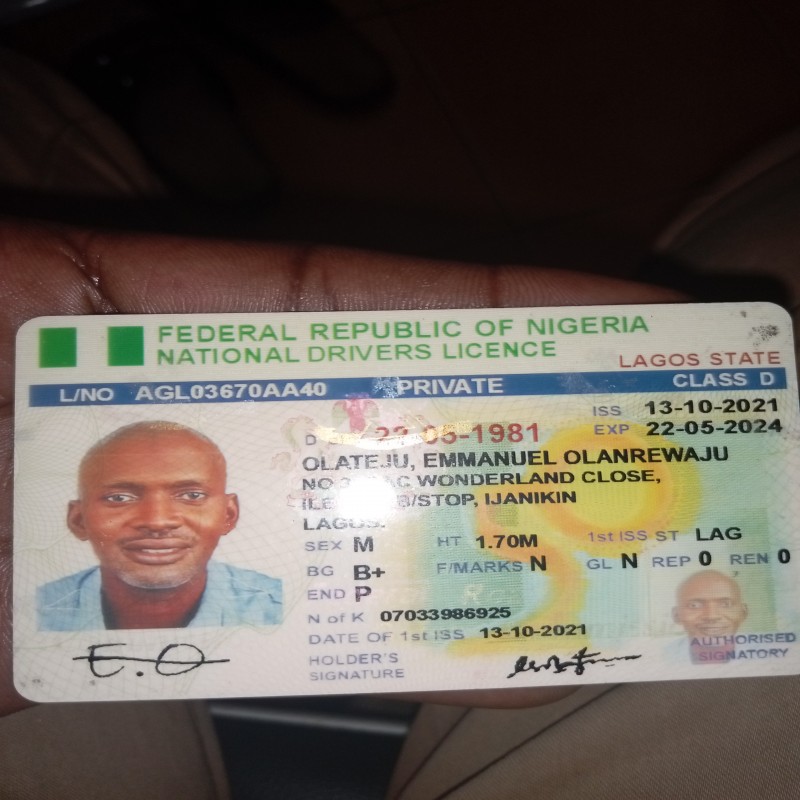 FEDERAL REPUBLIC OF NIGERIA
NATIONAL DRIVERS LICENCE
LAGOS STATE
L/NO AGL03670AA40 PRIVATE CLASS D
ISS 13-10-2021
EXP 22-05-2024
D 22-05-1981
OLATEJU, EMMANUEL OLANREWAJU
NO WONDERLAND CLOSE,
B/STOP, IJANIKIN
LAGOS.
SEX M HT 1.70M 1st ISS ST LAG
BG B+ F/MARKS N GL N REP 0 REN 0
END P
N of K 07033986925
DATE OF 1st ISS 13-10-2021
HOLDER'S
SIGNATURE
AUTHORISED
SIGNATORY
E.O